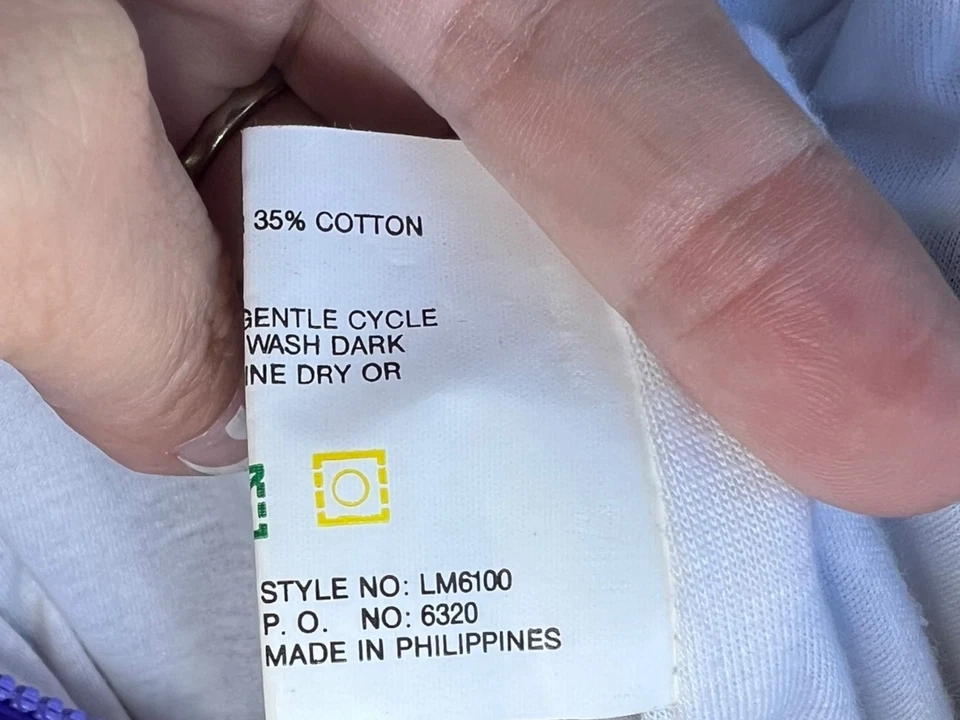 35% COTTON
GENTLE CYCLE
WASH DARK
INE DRY OR
STYLE NO: LM6100
P. O. NO: 6320
MADE IN PHILIPPINES